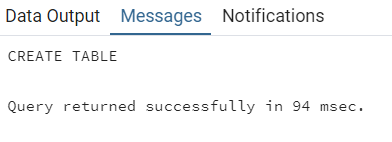 Data Output Messages Notifications
CREATE TABLE
Query returned successfully in 94 msec.